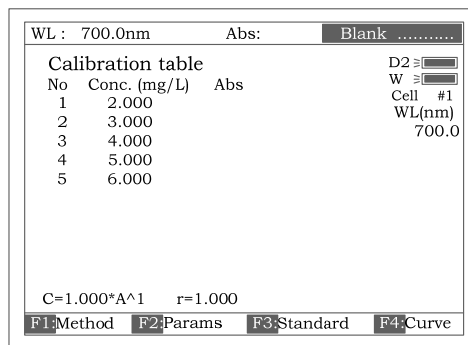 WL : 700.0nm Abs: Blank ...........
Calibration table
D2
No Conc. (mg/L) Abs
W
1 2.000
Cell #1
2 3.000
WL(nm)
3 4.000
700.0
4 5.000
5 6.000
C=1.000*A^1 r=1.000
F1:Method F2:Params F3:Standard F4:Curve